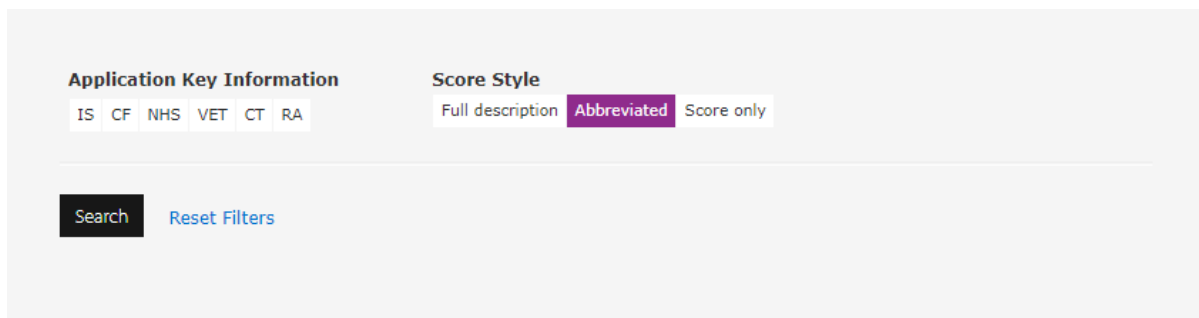 Application Key Information
IS CF NHS VET CT RA
Score Style
Full description Abbreviated Score only
Search Reset Filters